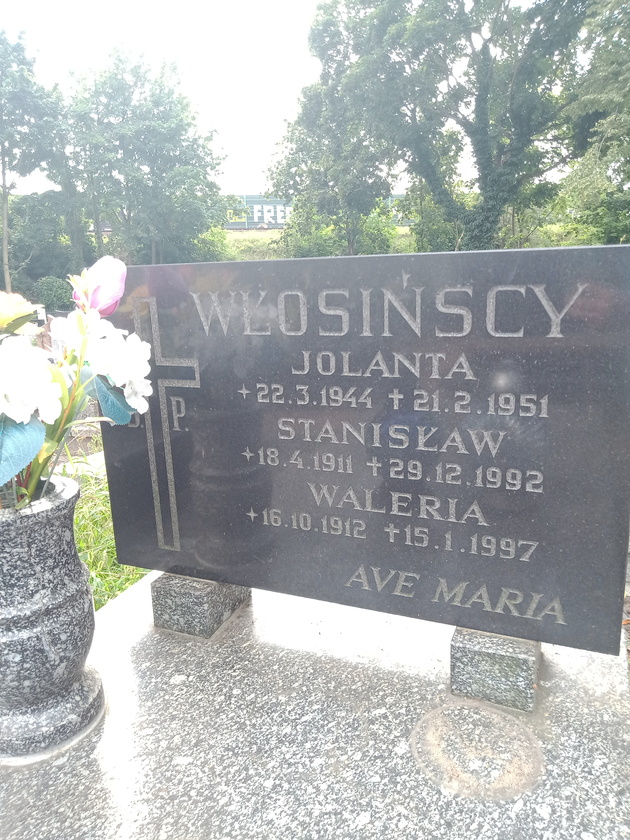 FREE
WŁOSIŃSCY
JOLANTA
+22.3.1944 ✝21.2.1951
Ś. P.
STANISŁAW
+18.4.1911 ✝29.12.1992
WALERIA
+16.10.1912 ✝15.1.1997
AVE MARIA